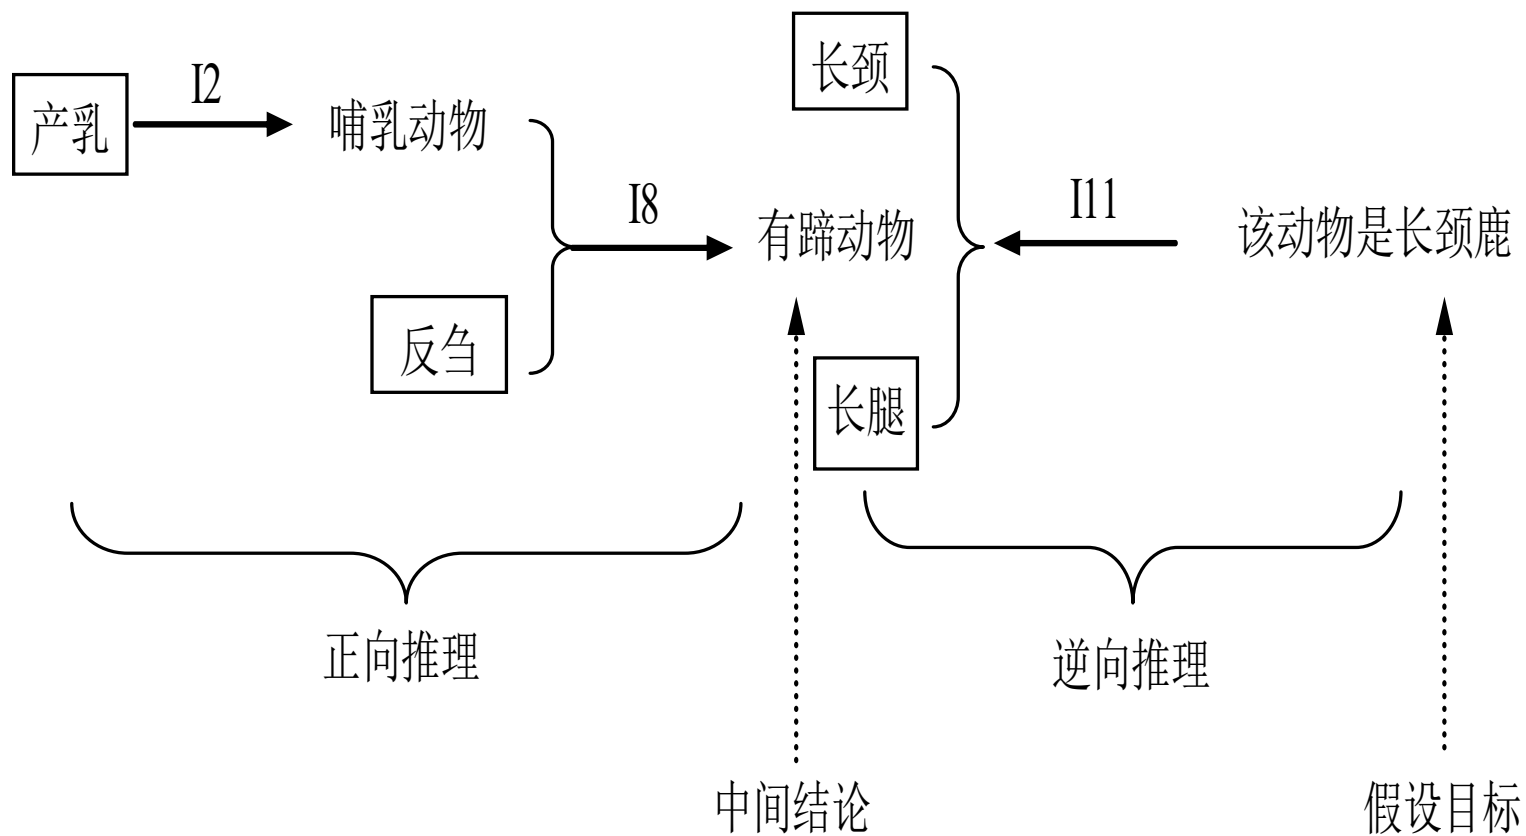 产乳
I2
哺乳动物
反刍
I8
有蹄动物
长颈
长腿
I11
该动物是长颈鹿
正向推理
逆向推理
中间结论
假设目标